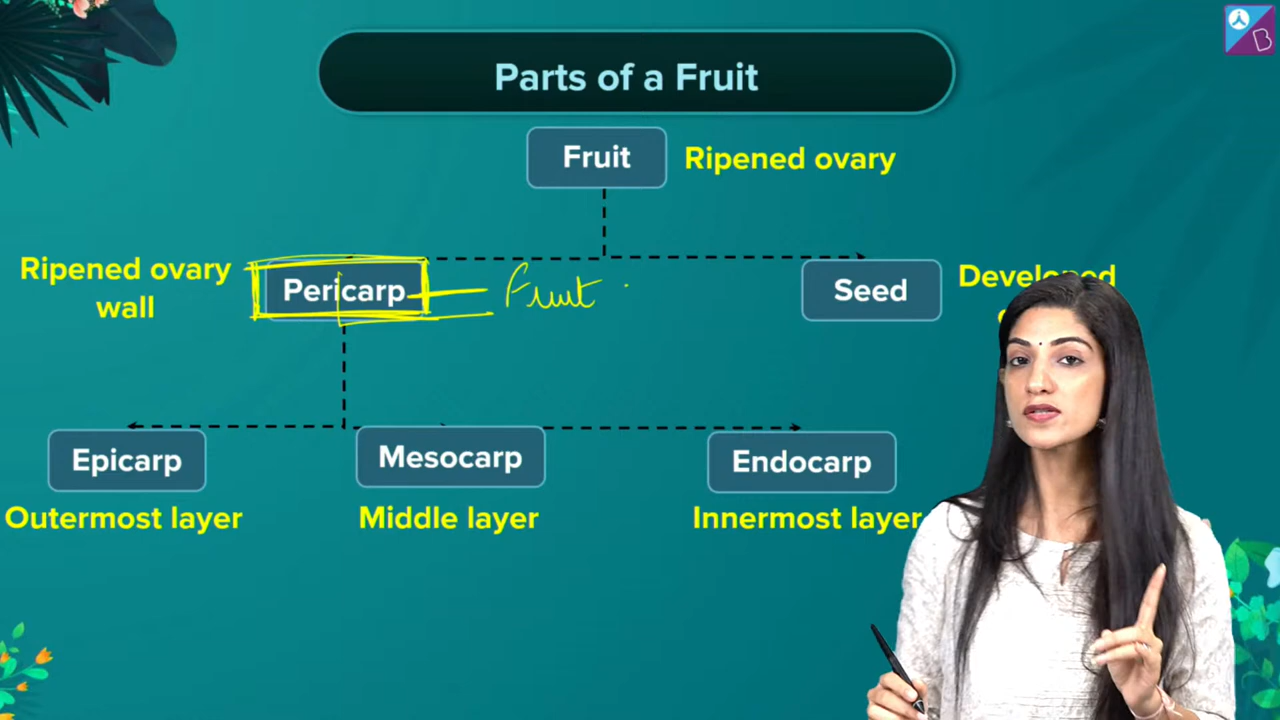 Parts of a Fruit
Fruit
Ripened ovary
Ripened ovary
wall
Pericarp
Fruit
Seed
Developed
Epicarp
Mesocarp
Endocarp
Outermost layer
Middle layer
Innermost layer
B